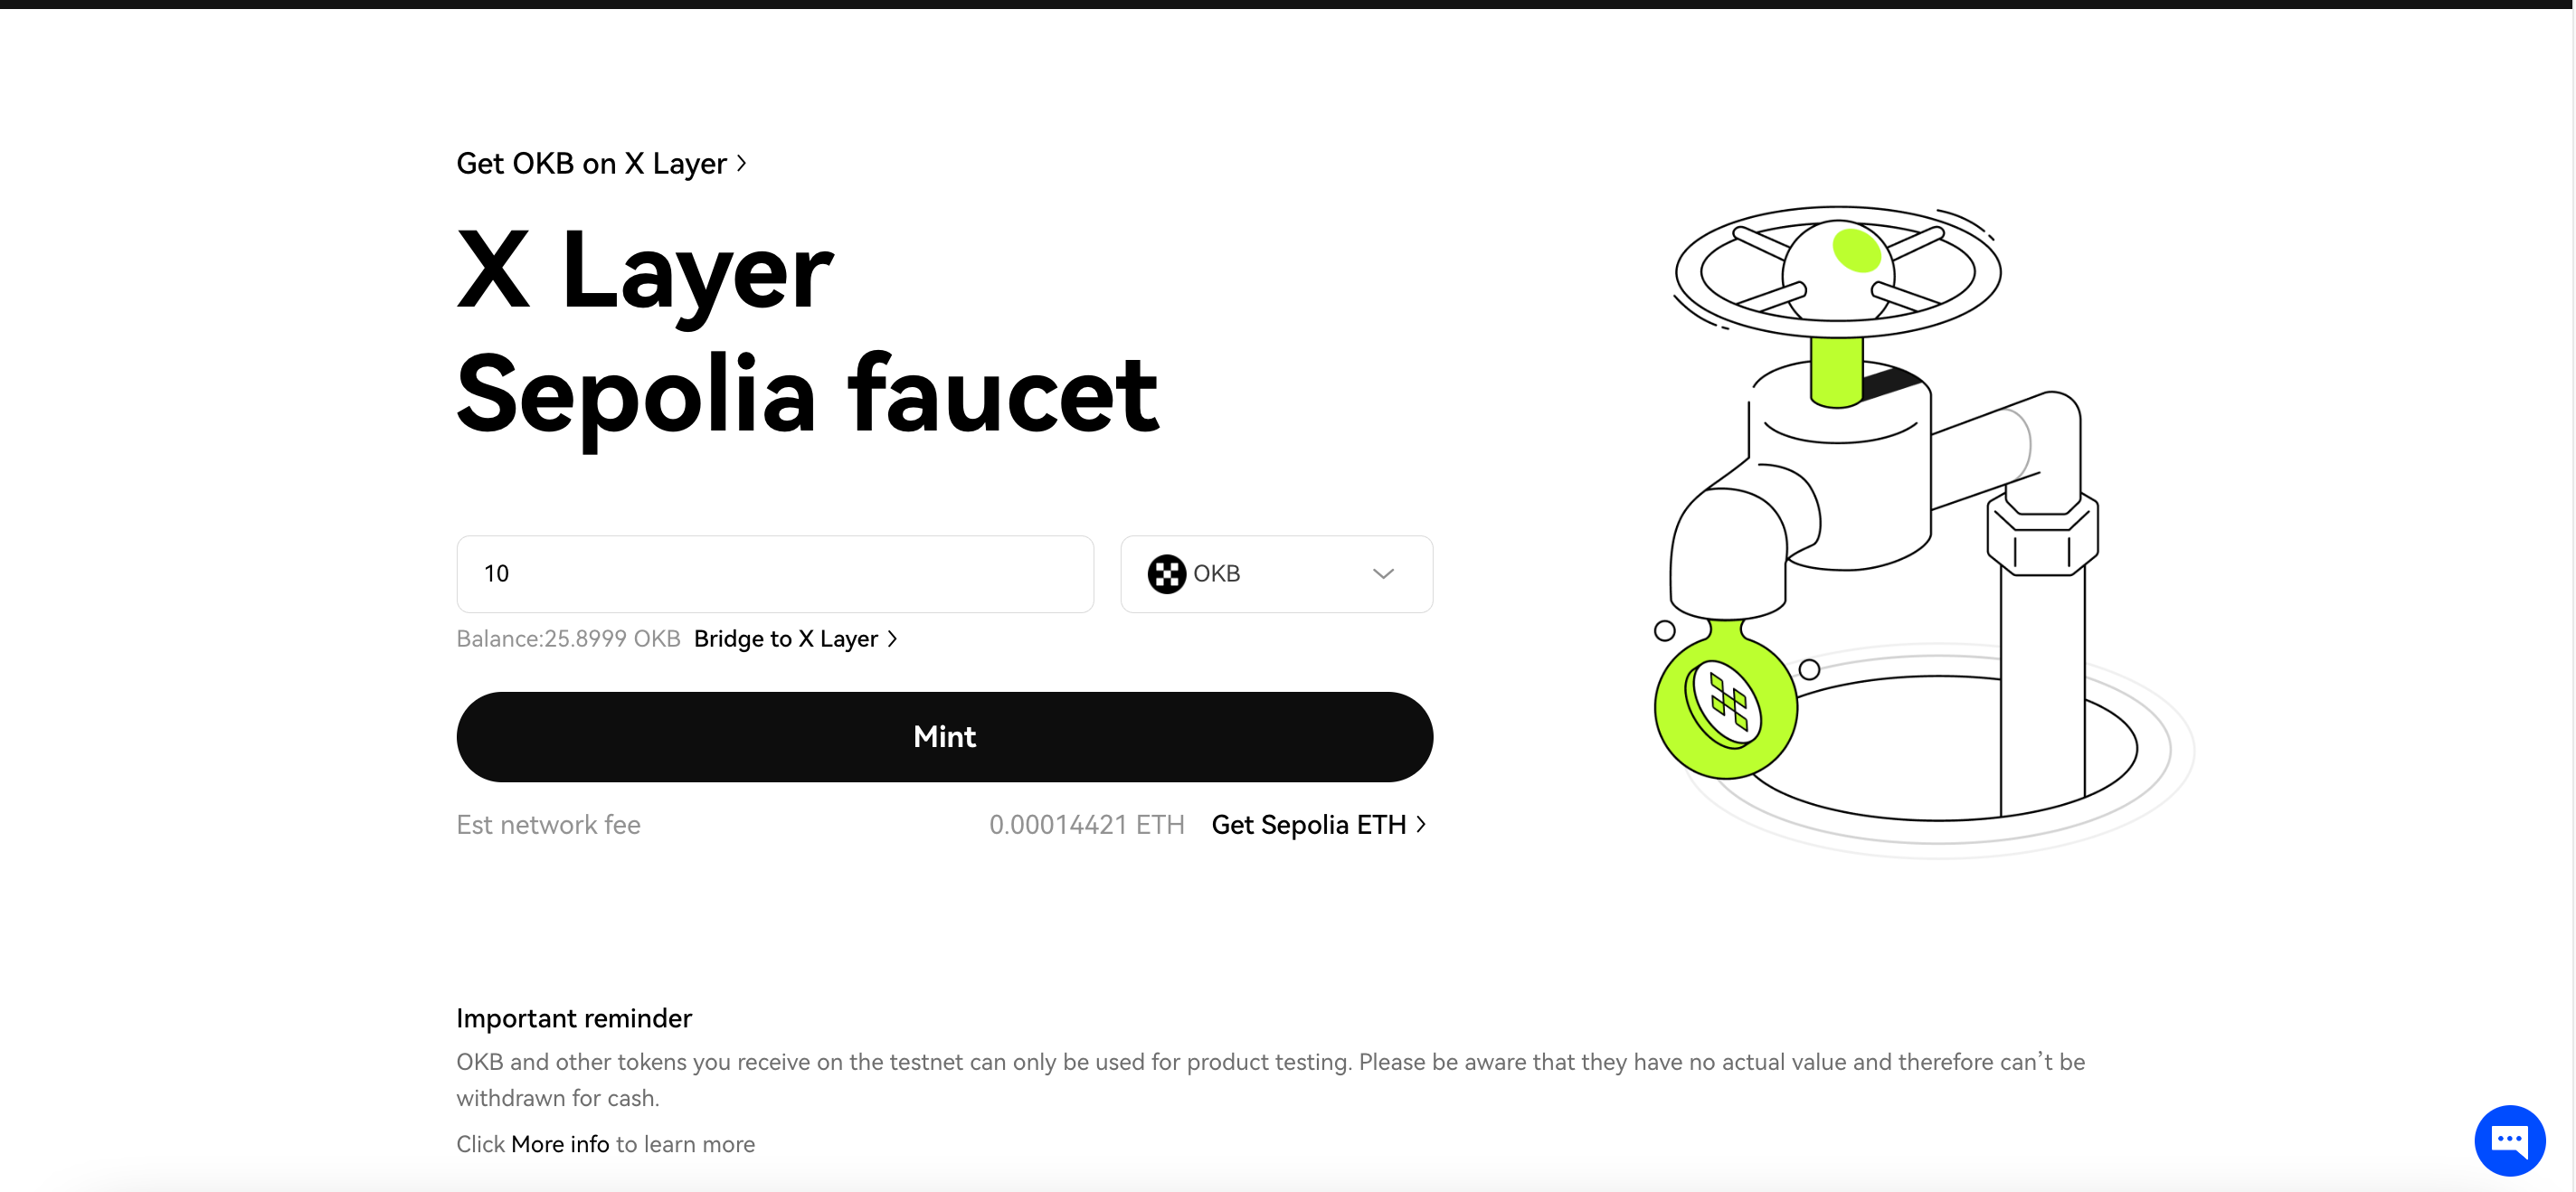 Get OKB on X Layer
X Layer
Sepolia faucet
10
OKB
Balance:25.8999 OKB Bridge to X Layer
Mint
Est network fee 0.00014421 ETH Get Sepolia ETH
Important reminder
OKB and other tokens you receive on the testnet can only be used for product testing. Please be aware that they have no actual value and therefore can’t be
withdrawn for cash.
Click More info to learn more